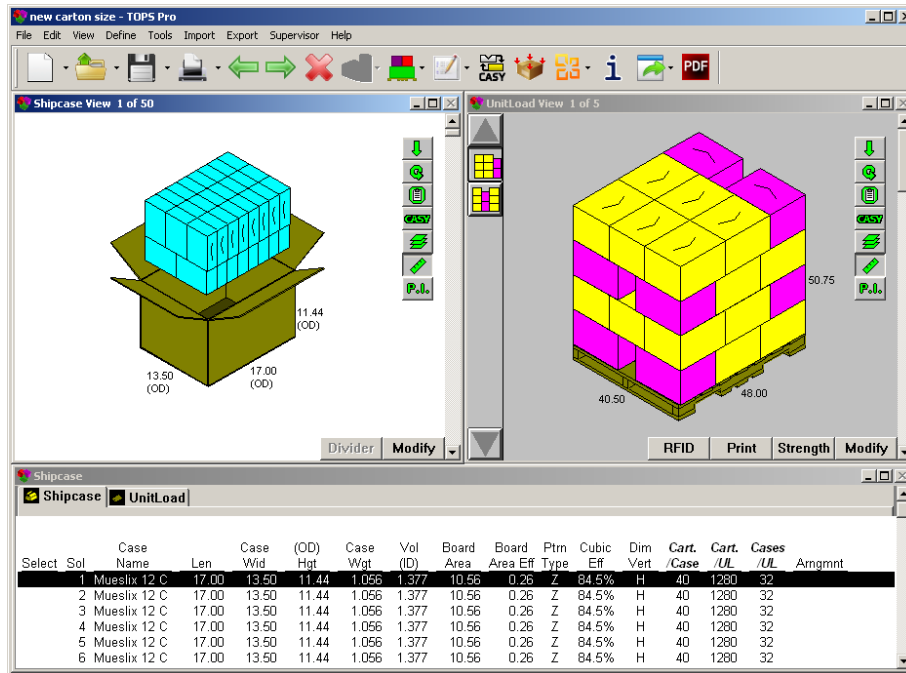 new carton size - TOPS Pro
File Edit View Define Tools Import Export Supervisor Help
CASY PDF
Shipcase View 1 of 50
UnitLoad View 1 of 5
CASY
P.I.
11.44
(OD)
17.00
(OD)
13.50
(OD)
Divider Modify
CASY
P.I.
50.75
48.00
40.50
RFID Print Strength Modify
Shipcase
Shipcase UnitLoad
Case Case (OD) Case Vol Board Board Ptrn Cubic Dim Cart. Cart. Cases
Select Sol Name Len Wid Hgt Wgt (ID) Area Area Eff Type Eff Vert /Case /UL /UL Arngmnt
1 Mueslix 12 C 17.00 13.50 11.44 1.056 1.377 10.56 0.26 Z 84.5% H 40 1280 32
2 Mueslix 12 C 17.00 13.50 11.44 1.056 1.377 10.56 0.26 Z 84.5% H 40 1280 32
3 Mueslix 12 C 17.00 13.50 11.44 1.056 1.377 10.56 0.26 Z 84.5% H 40 1280 32
4 Mueslix 12 C 17.00 13.50 11.44 1.056 1.377 10.56 0.26 Z 84.5% H 40 1280 32
5 Mueslix 12 C 17.00 13.50 11.44 1.056 1.377 10.56 0.26 Z 84.5% H 40 1280 32
6 Mueslix 12 C 17.00 13.50 11.44 1.056 1.377 10.56 0.26 Z 84.5% H 40 1280 32